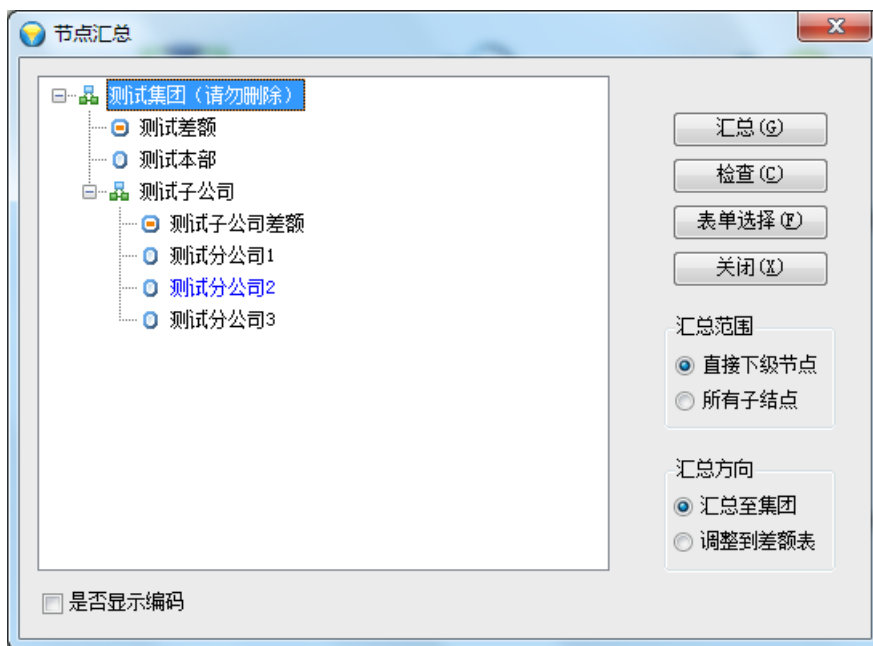 节点汇总
测试集团（请勿删除）
测试差额
测试本部
测试子公司
测试子公司差额
测试分公司1
测试分公司2
测试分公司3
汇总(G)
检查(C)
表单选择(F)
关闭(X)
汇总范围
直接下级节点
所有子结点
汇总方向
汇总至集团
调整到差额表
是否显示编码